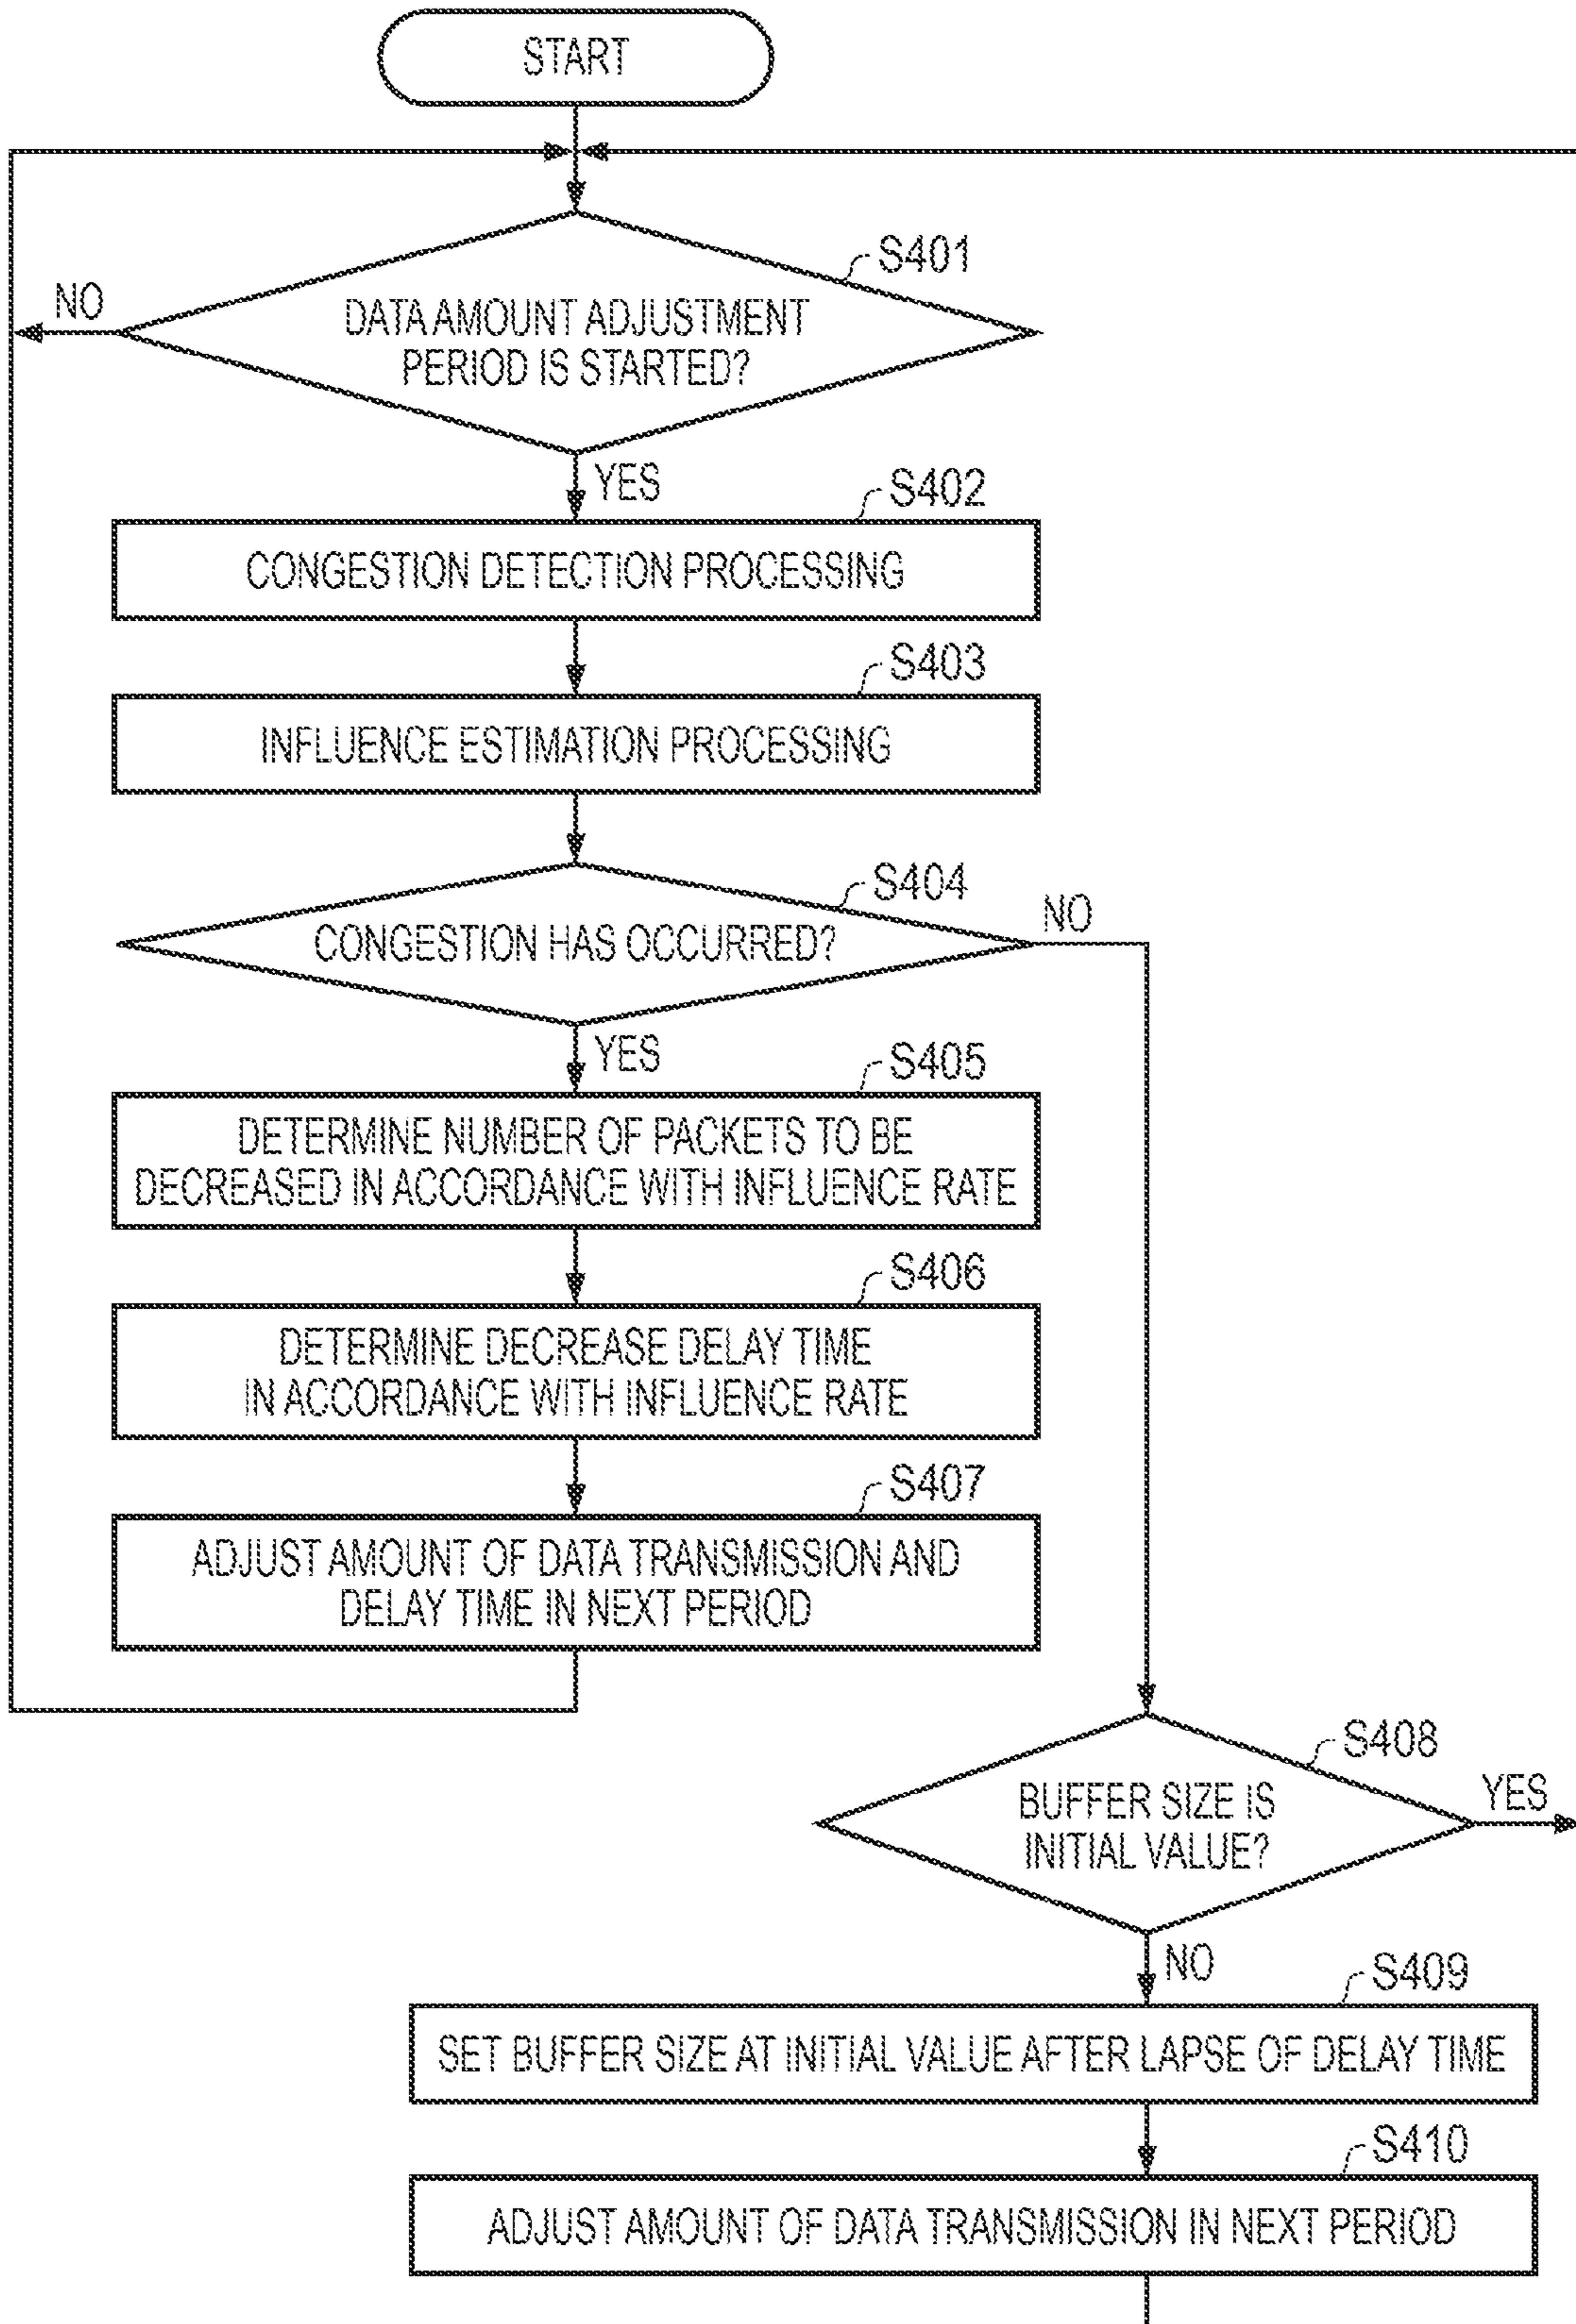 START
S401
NO
DATA AMOUNT ADJUSTMENT
PERIOD IS STARTED?
YES
S402
CONGESTION DETECTION PROCESSING
S403
INFLUENCE ESTIMATION PROCESSING
S404
NO
CONGESTION HAS OCCURRED?
YES
S405
DETERMINE NUMBER OF PACKETS TO BE
DECREASED IN ACCORDANCE WITH INFLUENCE RATE
S406
DETERMINE DECREASE DELAY TIME
IN ACCORDANCE WITH INFLUENCE RATE
S407
ADJUST AMOUNT OF DATA TRANSMISSION AND
DELAY TIME IN NEXT PERIOD
S408
YES
BUFFER SIZE IS
INITIAL VALUE?
NO
S409
SET BUFFER SIZE AT INITIAL VALUE AFTER LAPSE OF DELAY TIME
S410
ADJUST AMOUNT OF DATA TRANSMISSION IN NEXT PERIOD